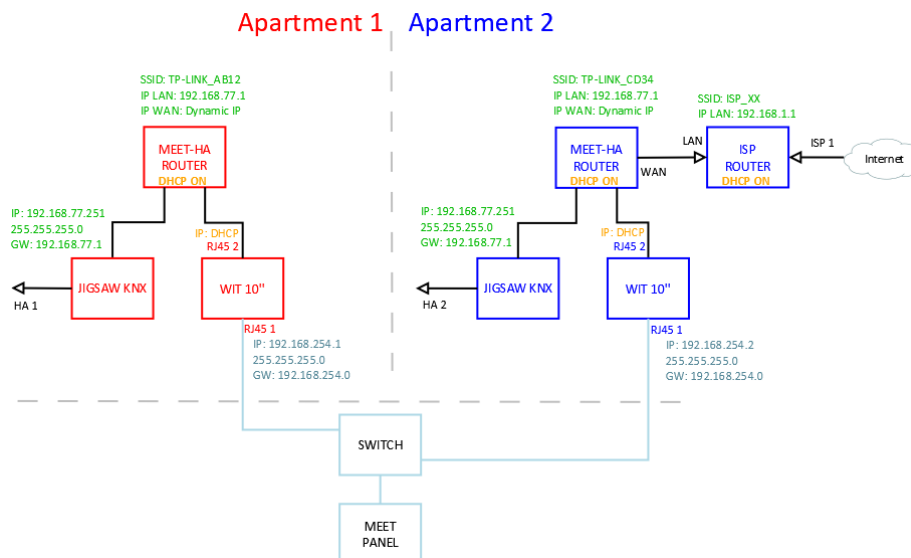 Apartment 1
Apartment 2
SSID: TP-LINK_AB12
IP LAN: 192.168.77.1
IP WAN: Dynamic IP
SSID: TP-LINK_CD34
IP LAN: 192.168.77.1
IP WAN: Dynamic IP
SSID: ISP_XX
IP LAN: 192.168.1.1
MEET-HA
ROUTER
DHCP ON
MEET-HA
ROUTER
DHCP ON
LAN
WAN
ISP
ROUTER
DHCP ON
ISP 1
Internet
IP: 192.168.77.251
255.255.255.0
GW: 192.168.77.1
IP: DHCP
RJ45 2
IP: 192.168.77.251
255.255.255.0
GW: 192.168.77.1
IP: DHCP
RJ45 2
HA 1
JIGSAW KNX
WIT 10"
HA 2
JIGSAW KNX
WIT 10"
RJ45 1
IP: 192.168.254.1
255.255.255.0
GW: 192.168.254.0
RJ45 1
IP: 192.168.254.2
255.255.255.0
GW: 192.168.254.0
SWITCH
MEET
PANEL